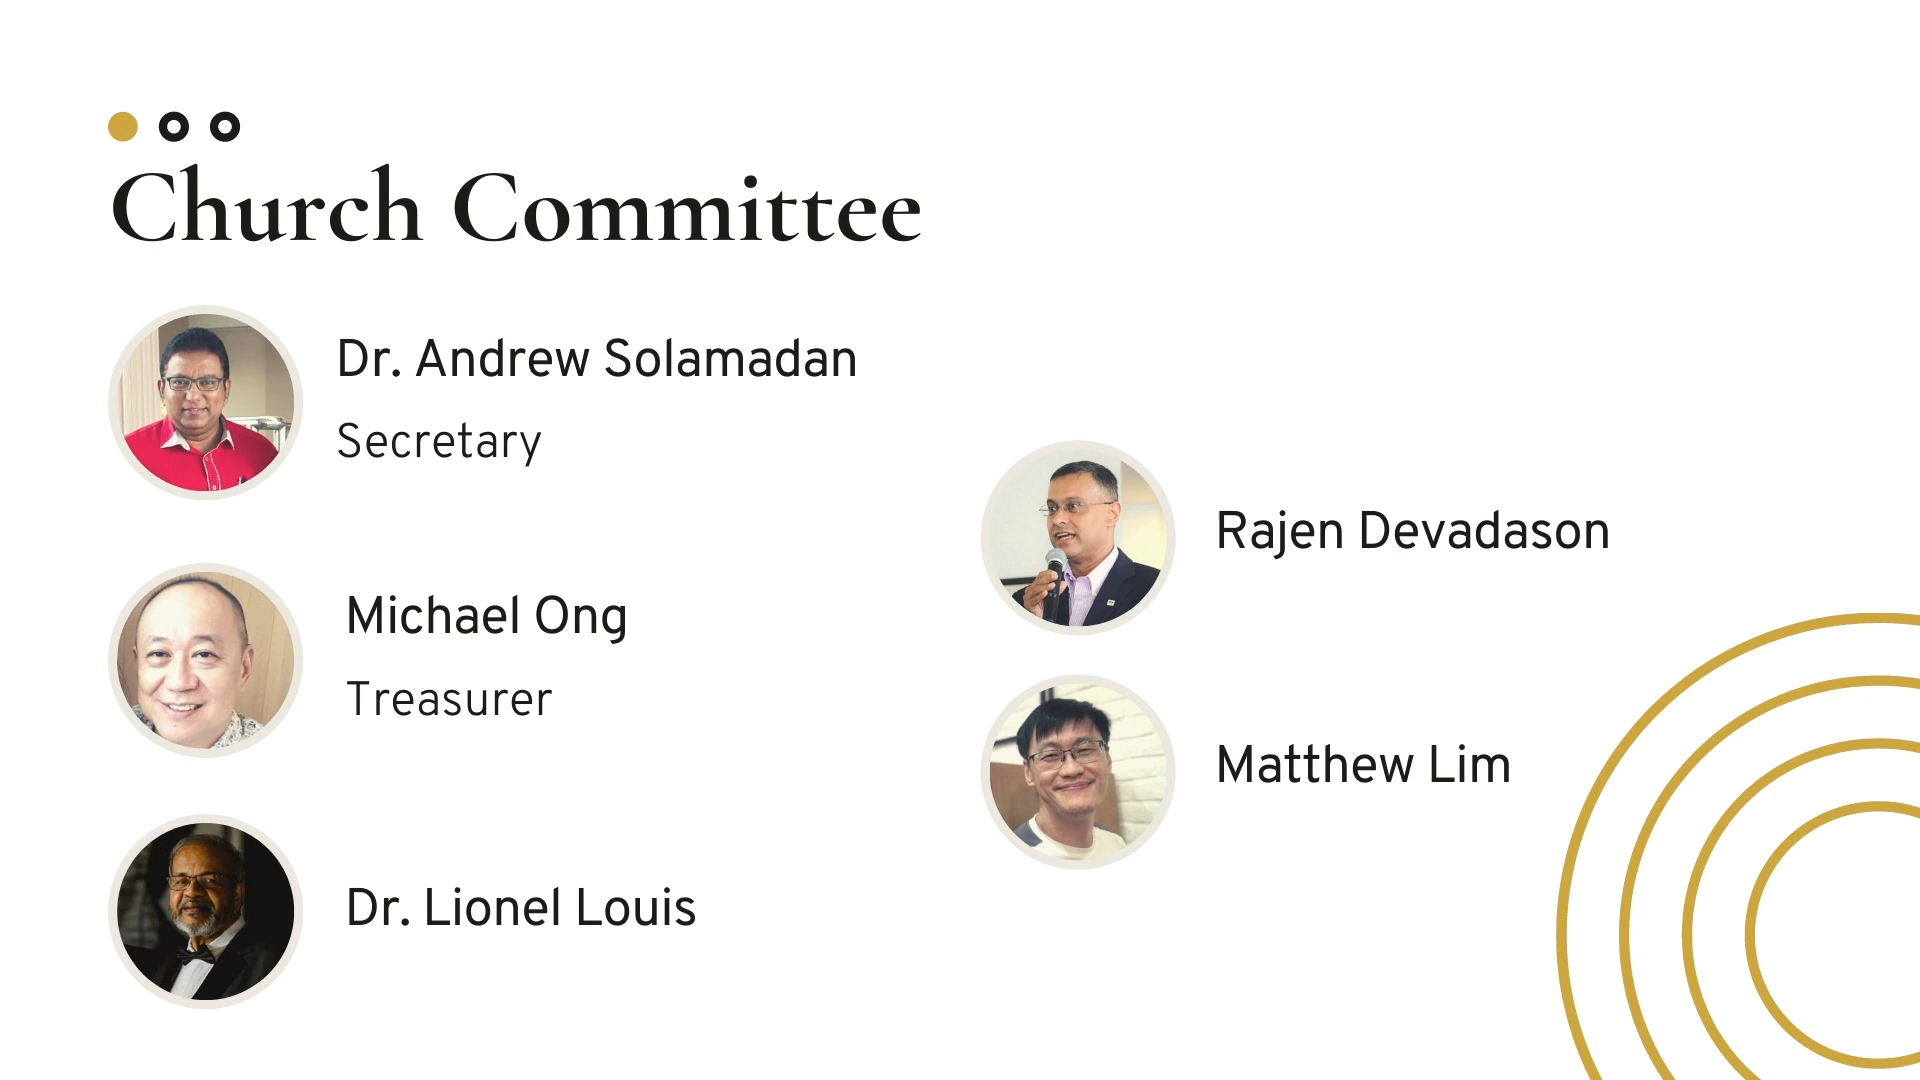 Church Committee
Dr. Andrew Solamadan
Secretary
Michael Ong
Treasurer
Dr. Lionel Louis
Rajen Devadason
Matthew Lim